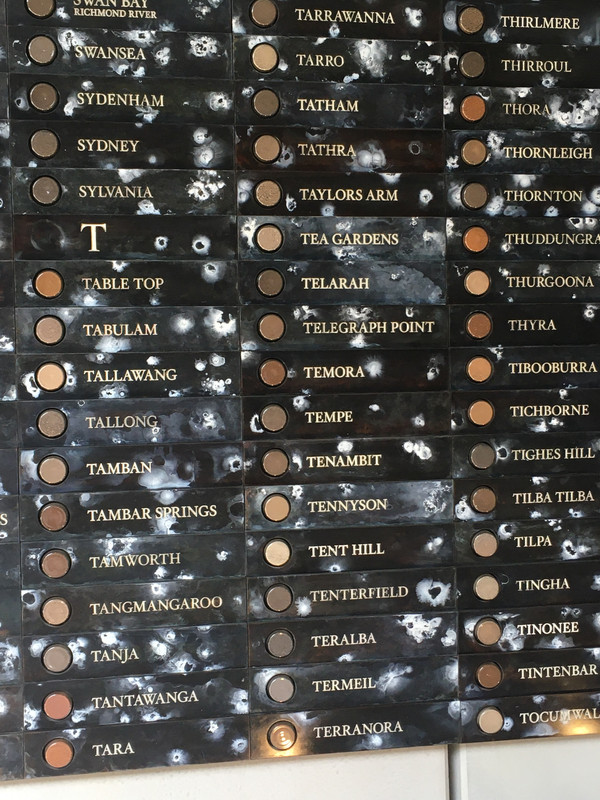 SWAN BAY
RICHMOND RIVER
SWANSEA
SYDENHAM
SYDNEY
SYLVANIA
T
TABLE TOP
TABULAM
TALLAWANG
TALLONG
TAMBAN
TAMBAR SPRINGS
TAMWORTH
TANGMANGAROO
TANJA
TANTAWANGA
TARA
TARRAWANNA
TARRO
TATHAM
TATHRA
TAYLORS ARM
TEA GARDENS
TELARAH
TELEGRAPH POINT
TEMORA
TEMPE
TENAMBIT
TENNYSON
TENT HILL
TENTERFIELD
TERALBA
TERMEIL
TERRANORA
THIRLMERE
THIRROUL
THORA
THORNLEIGH
THORNTON
THUDDUNGRA
THURGOONA
THYRA
TIBOOBURRA
TICHBORNE
TIGHES HILL
TILBA TILBA
TILPA
TINGHA
TINONEE
TINTENBAR
TOCUMWAL
S